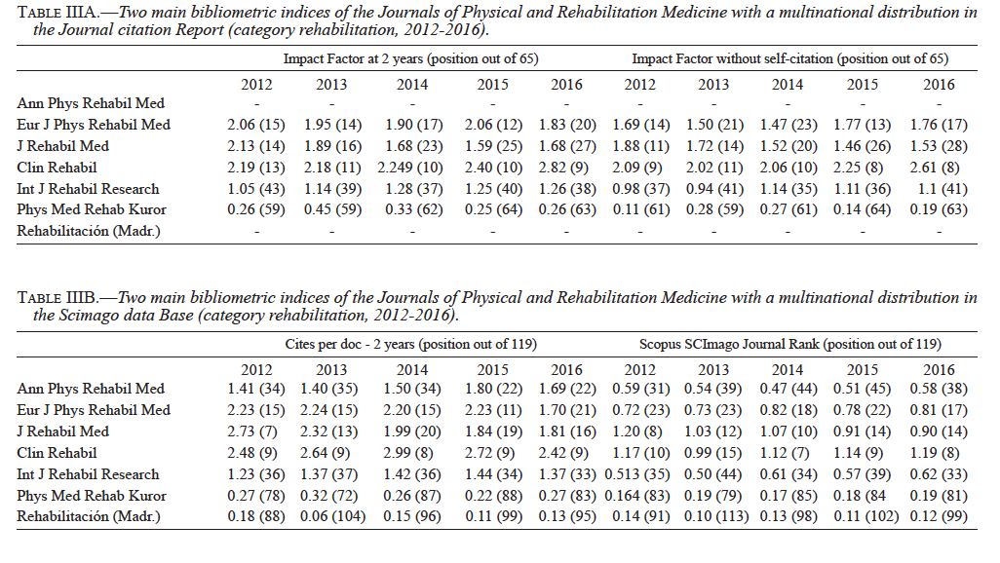 TABLE IIIA.—Two main bibliometric indices of the Journals of Physical and Rehabilitation Medicine with a multinational distribution in
the Journal citation Report (category rehabilitation, 2012-2016).
Impact Factor at 2 years (position out of 65) Impact Factor without self-citation (position out of 65)
2012 2013 2014 2015 2016 2012 2013 2014 2015 2016
Ann Phys Rehabil Med - - - - - - - - - -
Eur J Phys Rehabil Med 2.06 (15) 1.95 (14) 1.90 (17) 2.06 (12) 1.83 (20) 1.69 (14) 1.50 (21) 1.47 (23) 1.77 (13) 1.76 (17)
J Rehabil Med 2.13 (14) 1.89 (16) 1.68 (23) 1.59 (25) 1.68 (27) 1.88 (11) 1.72 (14) 1.52 (20) 1.46 (26) 1.53 (28)
Clin Rehabil 2.19 (13) 2.18 (11) 2.249 (10) 2.40 (10) 2.82 (9) 2.09 (9) 2.02 (11) 2.06 (10) 2.25 (8) 2.61 (8)
Int J Rehabil Research 1.05 (43) 1.14 (39) 1.28 (37) 1.25 (40) 1.26 (38) 0.98 (37) 0.94 (41) 1.14 (35) 1.11 (36) 1.1 (41)
Phys Med Rehab Kuror 0.26 (59) 0.45 (59) 0.33 (62) 0.25 (64) 0.26 (63) 0.11 (61) 0.28 (59) 0.27 (61) 0.14 (64) 0.19 (63)
Rehabilitación (Madr.) - - - - - - - - - -
TABLE IIIB.—Two main bibliometric indices of the Journals of Physical and Rehabilitation Medicine with a multinational distribution in
the Scimago data Base (category rehabilitation, 2012-2016).
Cites per doc - 2 years (position out of 119) Scopus SCImago Journal Rank (position out of 119)
2012 2013 2014 2015 2016 2012 2013 2014 2015 2016
Ann Phys Rehabil Med 1.41 (34) 1.40 (35) 1.50 (34) 1.80 (22) 1.69 (22) 0.59 (31) 0.54 (39) 0.47 (44) 0.51 (45) 0.58 (38)
Eur J Phys Rehabil Med 2.23 (15) 2.24 (15) 2.20 (15) 2.23 (11) 1.70 (21) 0.72 (23) 0.73 (23) 0.82 (18) 0.78 (22) 0.81 (17)
J Rehabil Med 2.73 (7) 2.32 (13) 1.99 (20) 1.84 (19) 1.81 (16) 1.20 (8) 1.03 (12) 1.07 (10) 0.91 (14) 0.90 (14)
Clin Rehabil 2.48 (9) 2.64 (9) 2.99 (8) 2.72 (9) 2.42 (9) 1.17 (10) 0.99 (15) 1.12 (7) 1.14 (9) 1.19 (8)
Int J Rehabil Research 1.23 (36) 1.37 (37) 1.42 (36) 1.44 (34) 1.37 (33) 0.513 (35) 0.50 (44) 0.61 (34) 0.57 (39) 0.62 (33)
Phys Med Rehab Kuror 0.27 (78) 0.32 (72) 0.26 (87) 0.22 (88) 0.27 (83) 0.164 (83) 0.19 (79) 0.17 (85) 0.18 (84 0.19 (81)
Rehabilitación (Madr.) 0.18 (88) 0.06 (104) 0.15 (96) 0.11 (99) 0.13 (95) 0.14 (91) 0.10 (113) 0.13 (98) 0.11 (102) 0.12 (99)